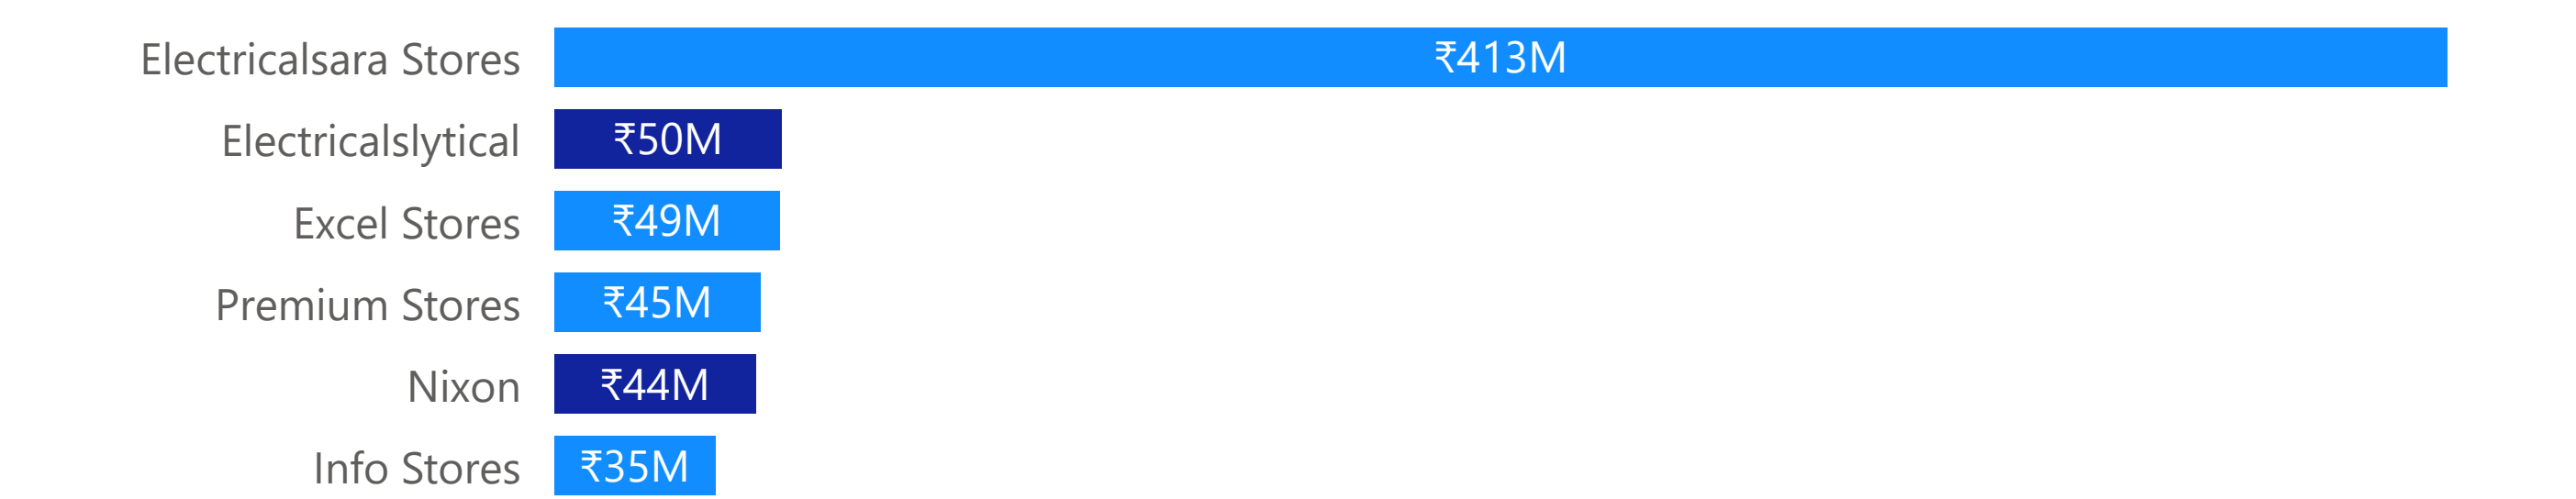 Electricalsara Stores ₹413M
Electricalslytical ₹50M
Excel Stores ₹49M
Premium Stores ₹45M
Nixon ₹44M
Info Stores ₹35M